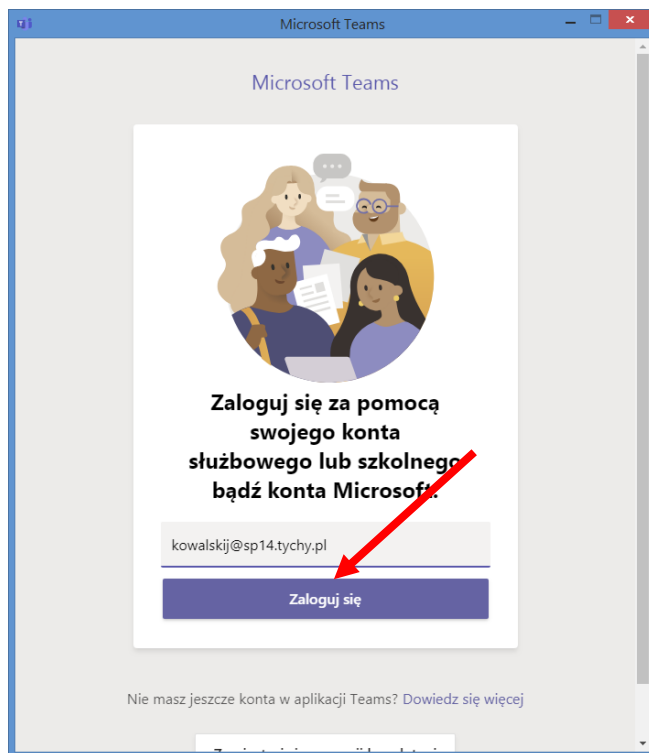 Microsoft Teams
Microsoft Teams
Zaloguj się za pomocą
swojego konta
służbowego lub szkolnego
bądź konta Microsoft.
kowalskij@sp14.tychy.pl
Zaloguj się
Nie masz jeszcze konta w aplikacji Teams? Dowiedz się więcej